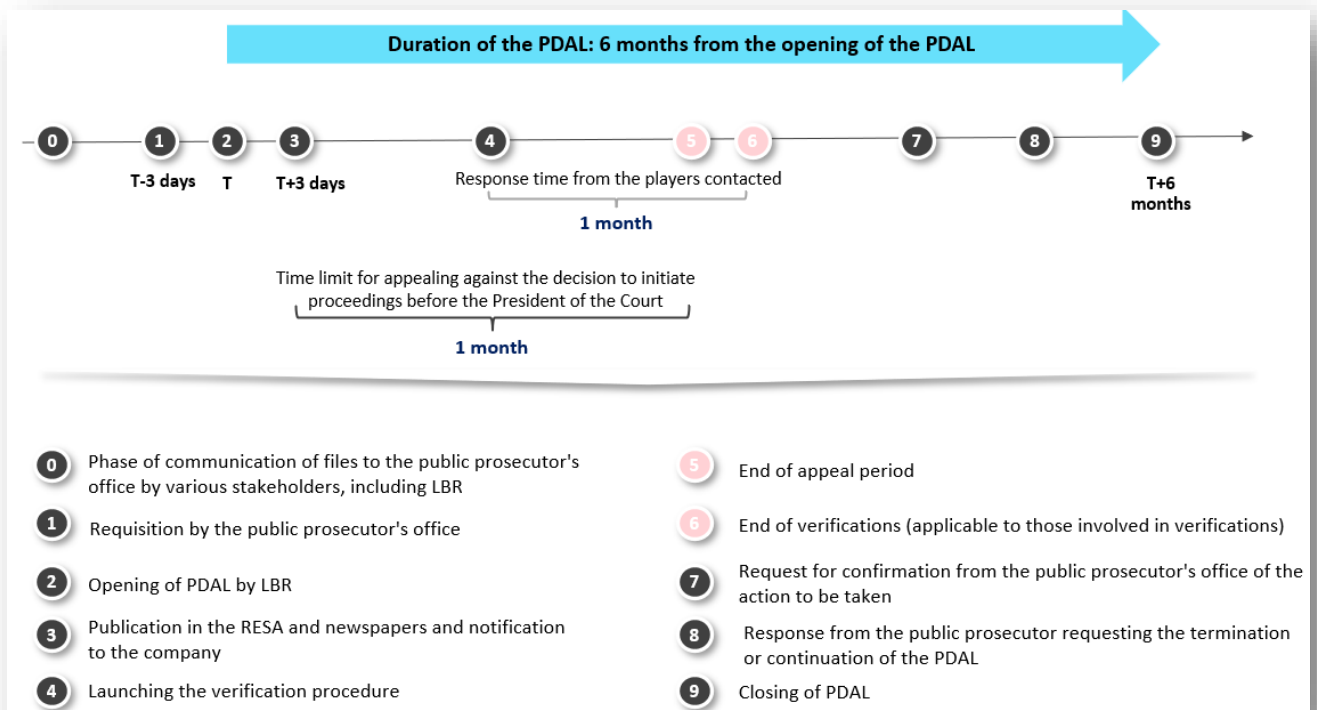 Duration of the PDAL: 6 months from the opening of the PDAL
0
1
2
3
4
5
6
7
8
9
T-3 days
T
T+3 days
Response time from the players contacted
T+6
months
1 month
Time limit for appealing against the decision to initiate
proceedings before the President of the Court
1 month
0 Phase of communication of files to the public prosecutor's
office by various stakeholders, including LBR
1 Requisition by the public prosecutor's office
2 Opening of PDAL by LBR
3 Publication in the RESA and newspapers and notification
to the company
4 Launching the verification procedure
5 End of appeal period
6 End of verifications (applicable to those involved in verifications)
7 Request for confirmation from the public prosecutor's office of the
action to be taken
8 Response from the public prosecutor requesting the termination
or continuation of the PDAL
9 Closing of PDAL